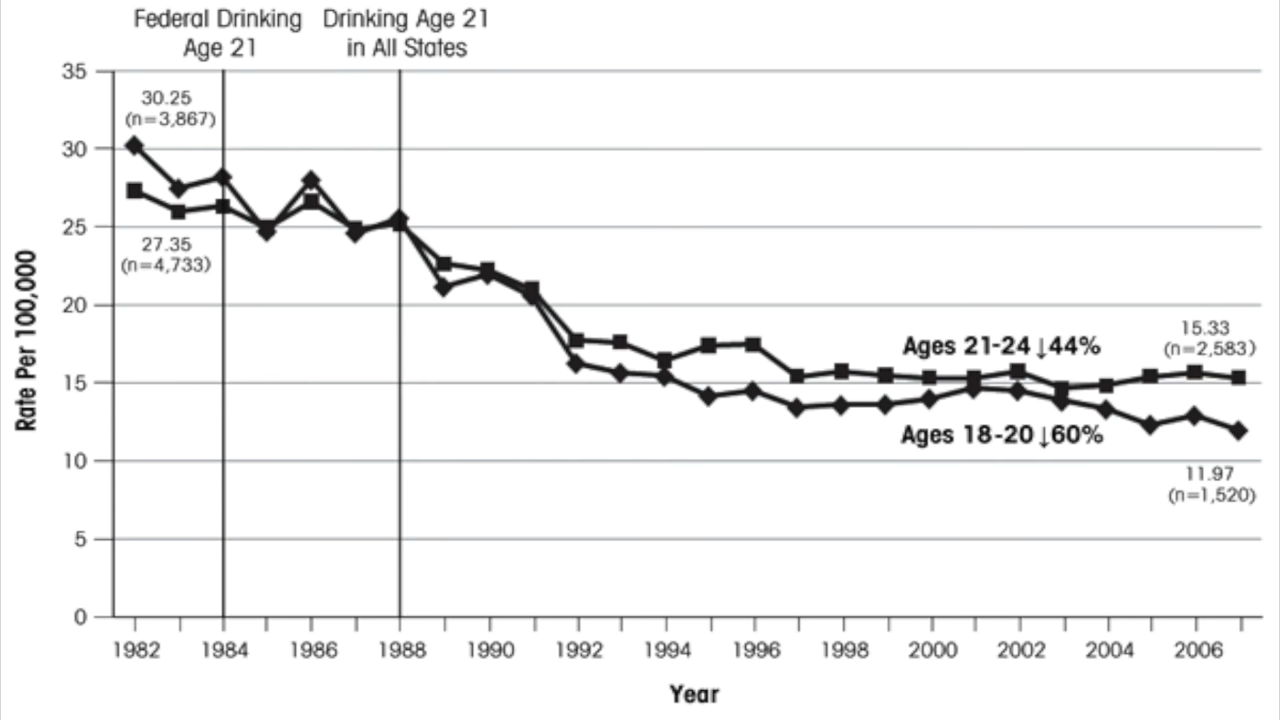 Federal Drinking
Age 21
Drinking Age 21
in All States
35
30
25
20
15
10
5
0
Rate Per 100,000
30.25
(n=3,867)
27.35
(n=4,733)
Ages 21-24 ↓44%
15.33
(n=2,583)
Ages 18-20 ↓60%
11.97
(n=1,520)
1982 1984 1986 1988 1990 1992 1994 1996 1998 2000 2002 2004 2006
Year